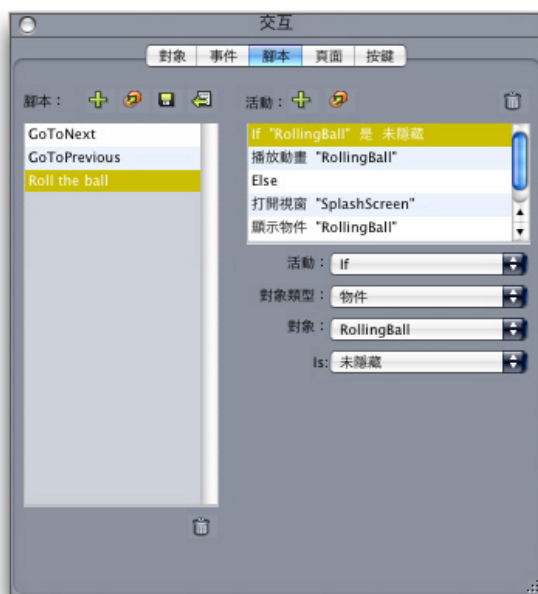 交互
對象 事件 腳本 頁面 按鍵
腳本：
GoToNext
GoToPrevious
Roll the ball
活動：
If "RollingBall" 是 未隱藏
播放動畫 "RollingBall"
Else
打開視窗 "SplashScreen"
顯示物件 "RollingBall"
活動： If
對象類型： 物件
對象： RollingBall
Is: 未隱藏